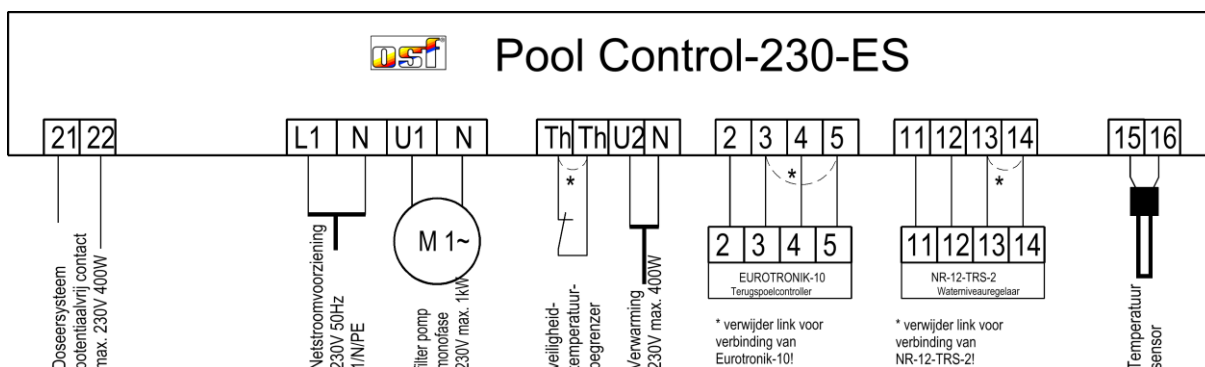 osf Pool Control-230-ES
21 22 L1 N U1 N Th Th U2 N 2 3 4 5 11 12 13 14 15 16
* * *
M 1~
2 3 4 5
EUROTRONIK-10
Terugspoelcontroller
* verwijder link voor
verbinding van
Eurotronik-10!
11 12 13 14
NR-12-TRS-2
Waterniveauregelaar
* verwijder link voor
verbinding van
NR-12-TRS-2!
Doseersysteem
potentiaalvrij contact
max. 230V 400W
Netstroomvoorziening
230V 50Hz
1/N/PE
filter pomp
monofase
230V max. 1kW
veiligheid-
temperatuur-
begrenzer
Verwarming
230V max. 400W
Temperatuur
sensor